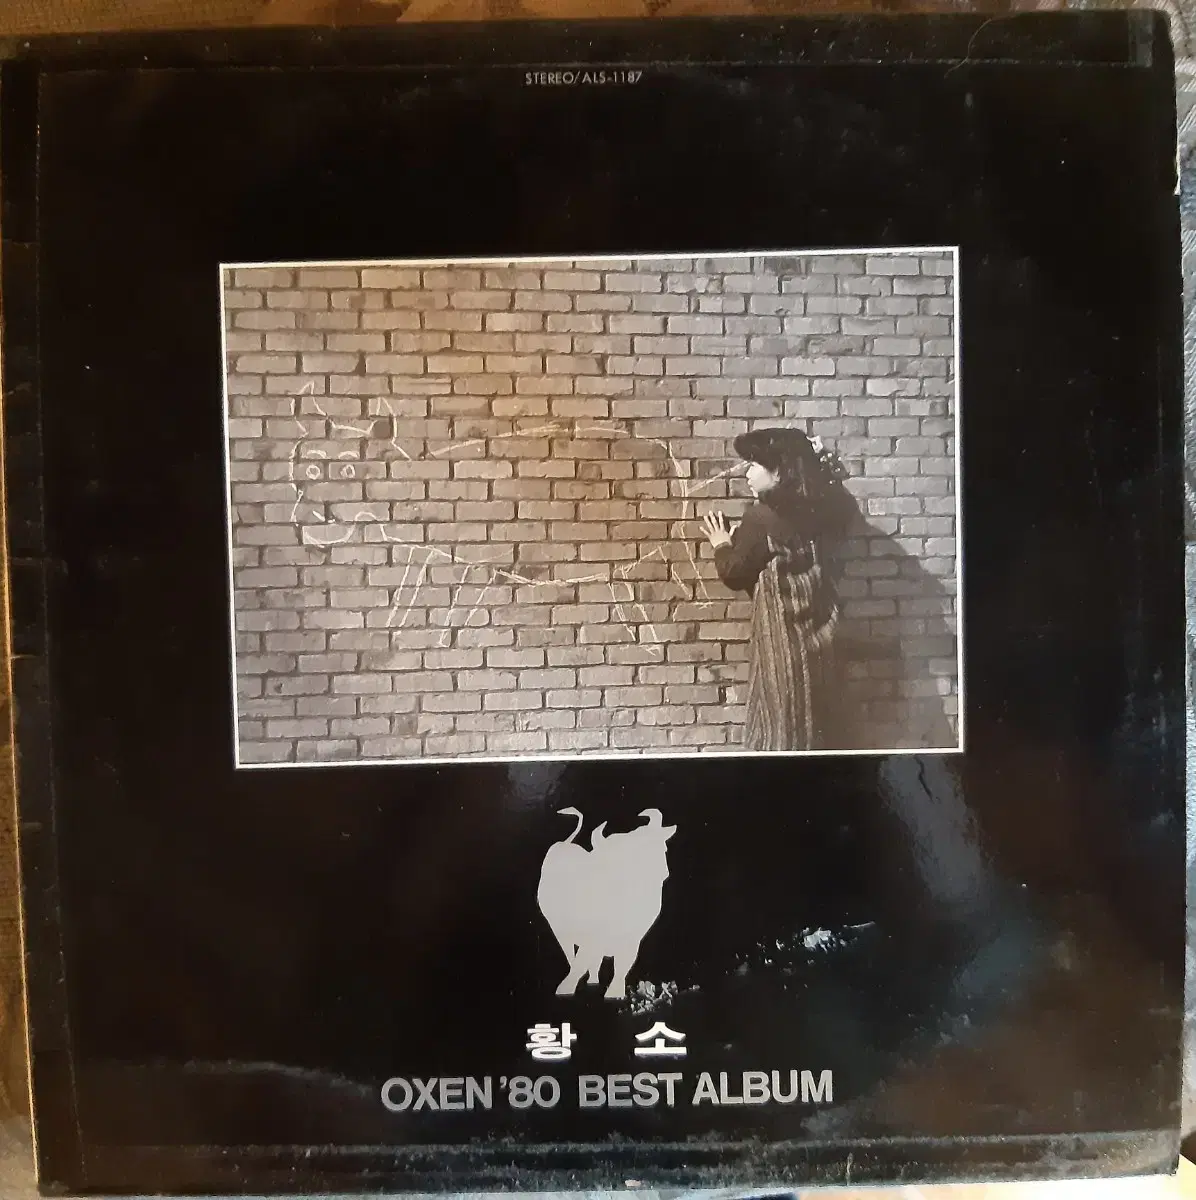 STEREO/ALS-1187
황 소
OXEN '80 BEST ALBUM